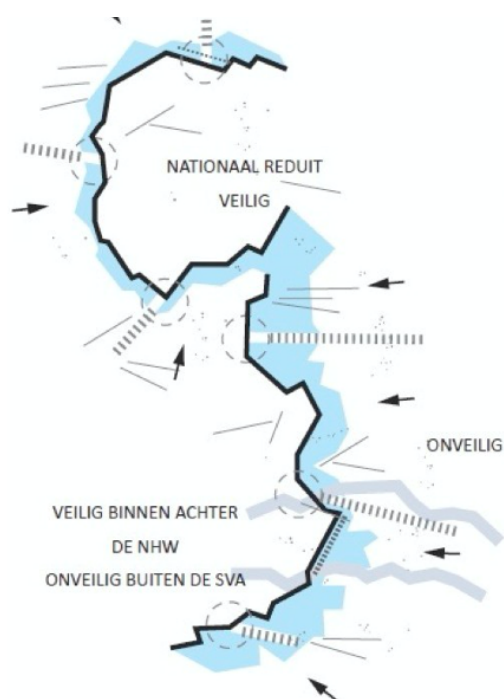 NATIONAAL REDUIT
VEILIG
ONVEILIG
VEILIG BINNEN ACHTER
DE NHW
ONVEILIG BUITEN DE SVA